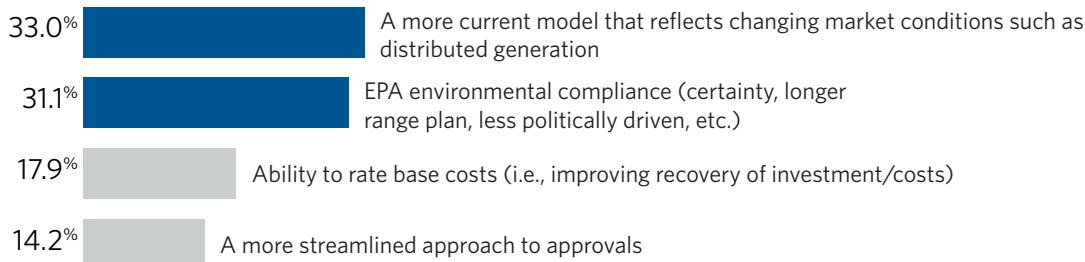 33.0% A more current model that reflects changing market conditions such as
distributed generation
31.1% EPA environmental compliance (certainty, longer
range plan, less politically driven, etc.)
17.9% Ability to rate base costs (i.e., improving recovery of investment/costs)
14.2% A more streamlined approach to approvals